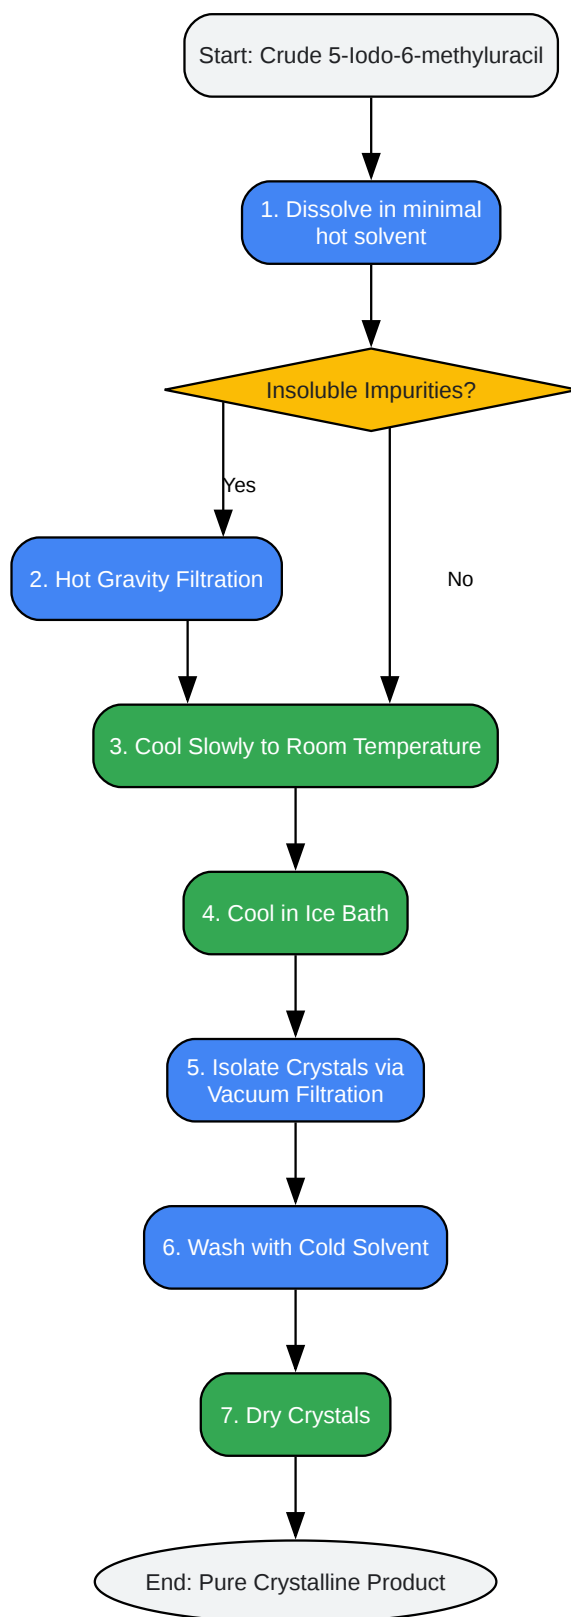 Start: Crude 5-Iodo-6-methyluracil
1. Dissolve in minimal
hot solvent
Insoluble Impurities?
Yes
2. Hot Gravity Filtration
No
3. Cool Slowly to Room Temperature
4. Cool in Ice Bath
5. Isolate Crystals via
Vacuum Filtration
6. Wash with Cold Solvent
7. Dry Crystals
End: Pure Crystalline Product